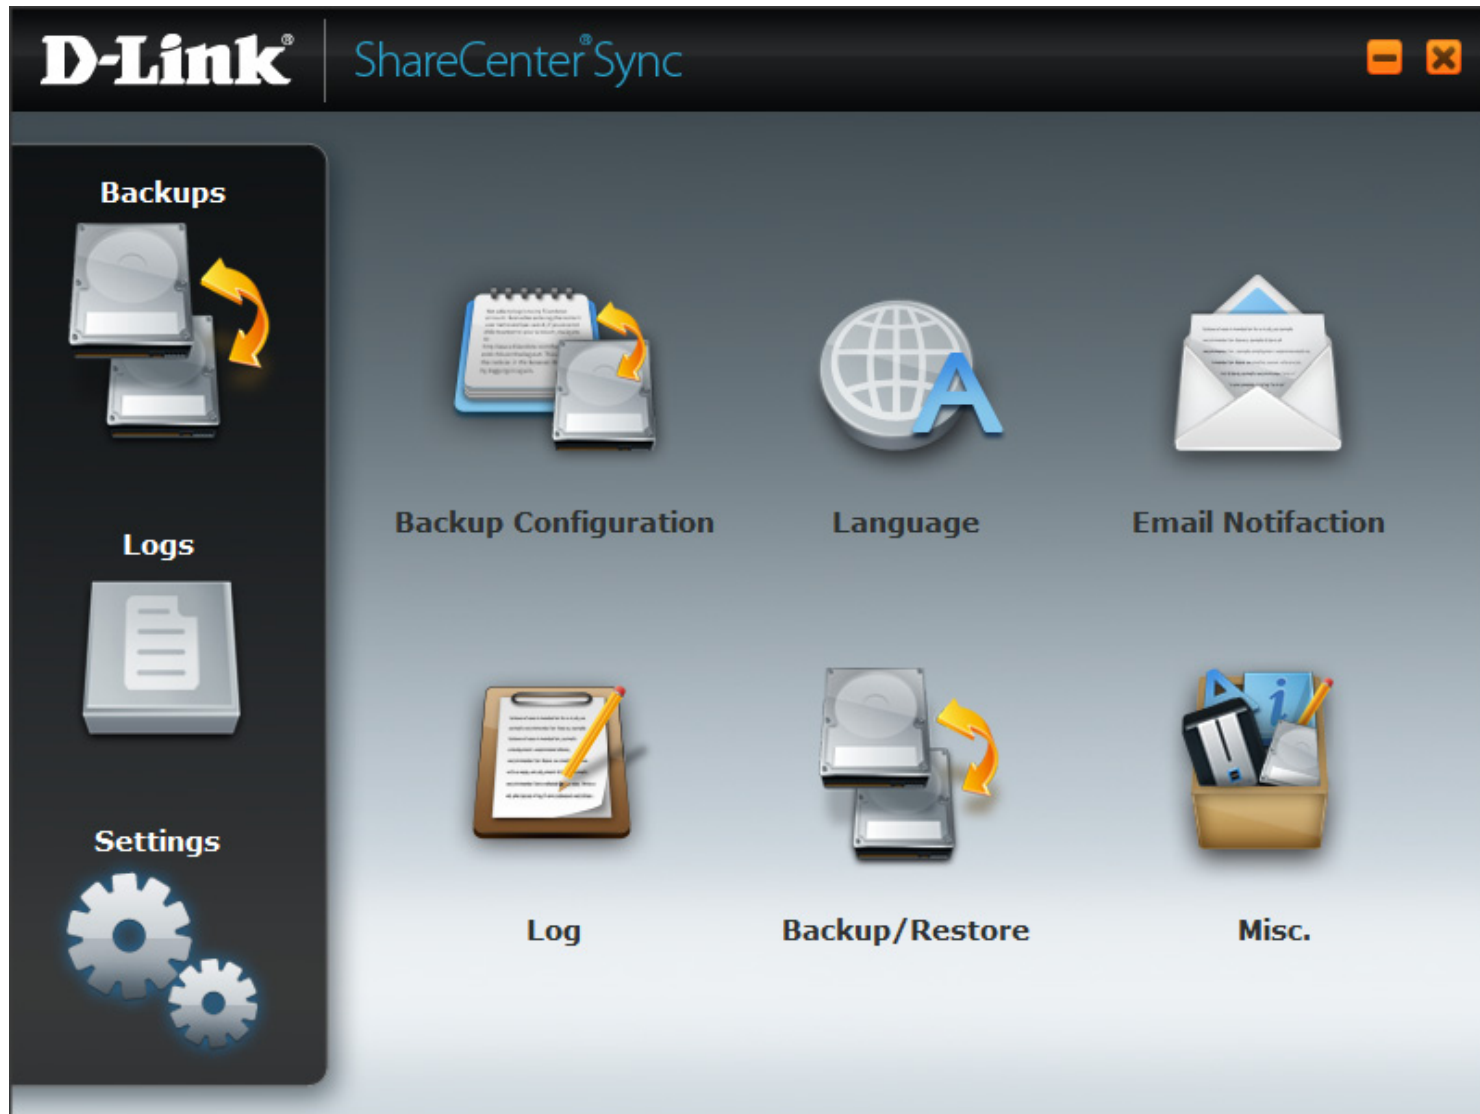 D-Link®
ShareCenter® Sync
Backups
Logs
Settings
Backup Configuration
Language
Email Notifaction
Log
Backup/Restore
Misc.